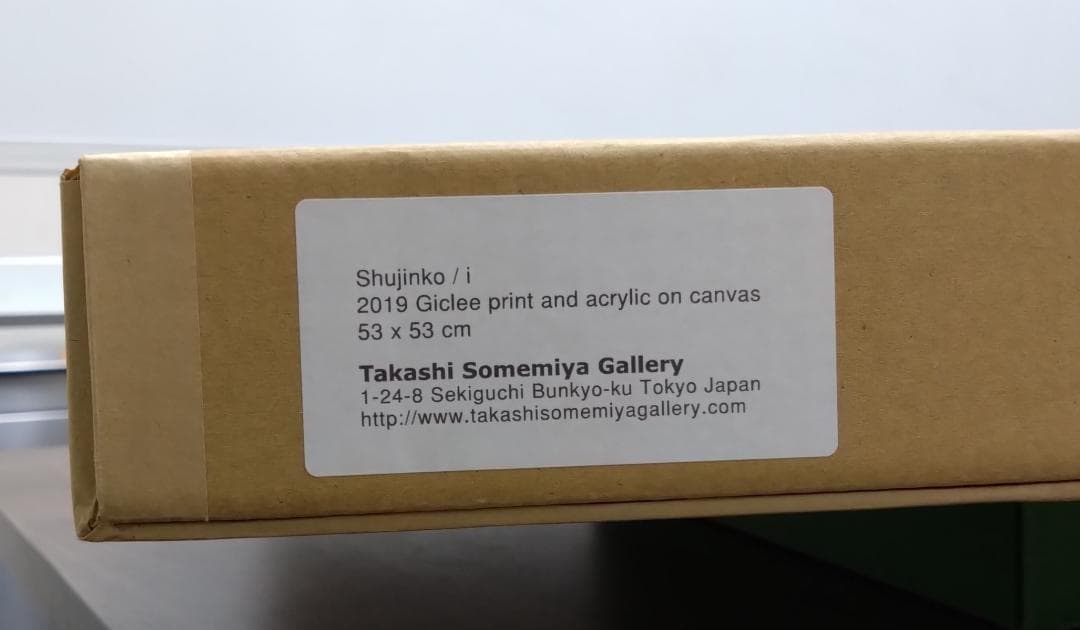 Shujinko / i
2019 Giclee print and acrylic on canvas
53 x 53 cm
Takashi Somemiya Gallery
1-24-8 Sekiguchi Bunkyo-ku Tokyo Japan
http://www.takashisomemiyagallery.com